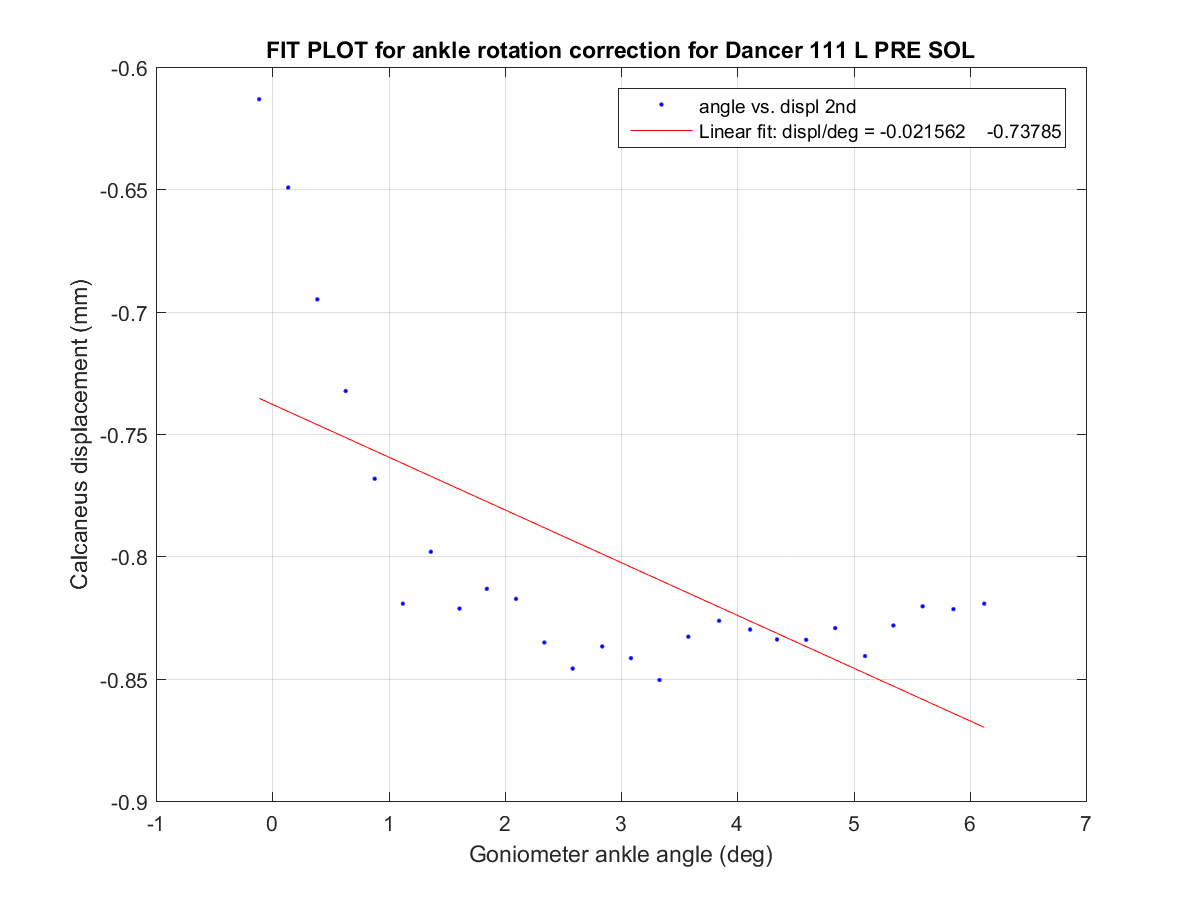 FIT PLOT for ankle rotation correction for Dancer 111 L PRE SOL
-0.6
-0.65
-0.7
-0.75
-0.8
-0.85
-0.9
Calcaneus displacement (mm)
angle vs. displ 2nd
Linear fit: displ/deg = -0.021562 -0.73785
-1 0 1 2 3 4 5 6 7
Goniometer ankle angle (deg)